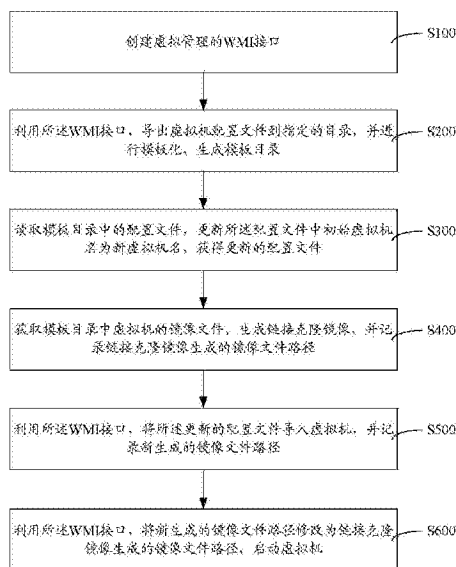 创建虚拟管理的WMI接口
S100
利用所述WMI接口，导出虚拟机配置文件到指定的目录，并进
行模板化，生成模板目录
S200
读取模板目录中的配置文件，更新所述配置文件中初始虚拟机
名为新虚拟机名，获得更新的配置文件
S300
获取模板目录中虚拟机的镜像文件，生成链接克隆镜像，并记
录链接克隆镜像生成的镜像文件路径
S400
利用所述WMI接口，将所述更新的配置文件导入虚拟机，并记
录新生成的镜像文件路径
S500
利用所述WMI接口，将新生成的镜像文件路径修改为链接克隆
镜像生成的镜像文件路径，启动虚拟机
S600